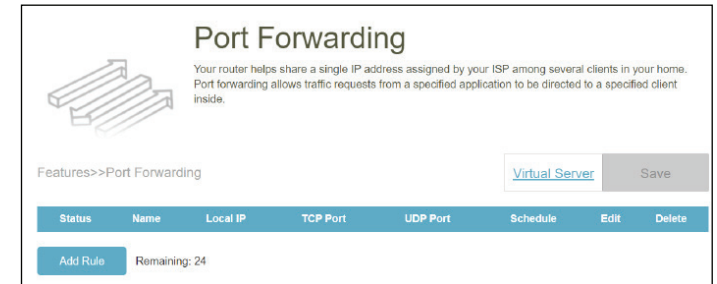 Port Forwarding
Your router helps share a single IP address assigned by your ISP among several clients in your home.
Port forwarding allows traffic requests from a specified application to be directed to a specified client
inside.
Features>>Port Forwarding
Virtual Server
Save
Status Name Local IP TCP Port UDP Port Schedule Edit Delete
Add Rule Remaining: 24